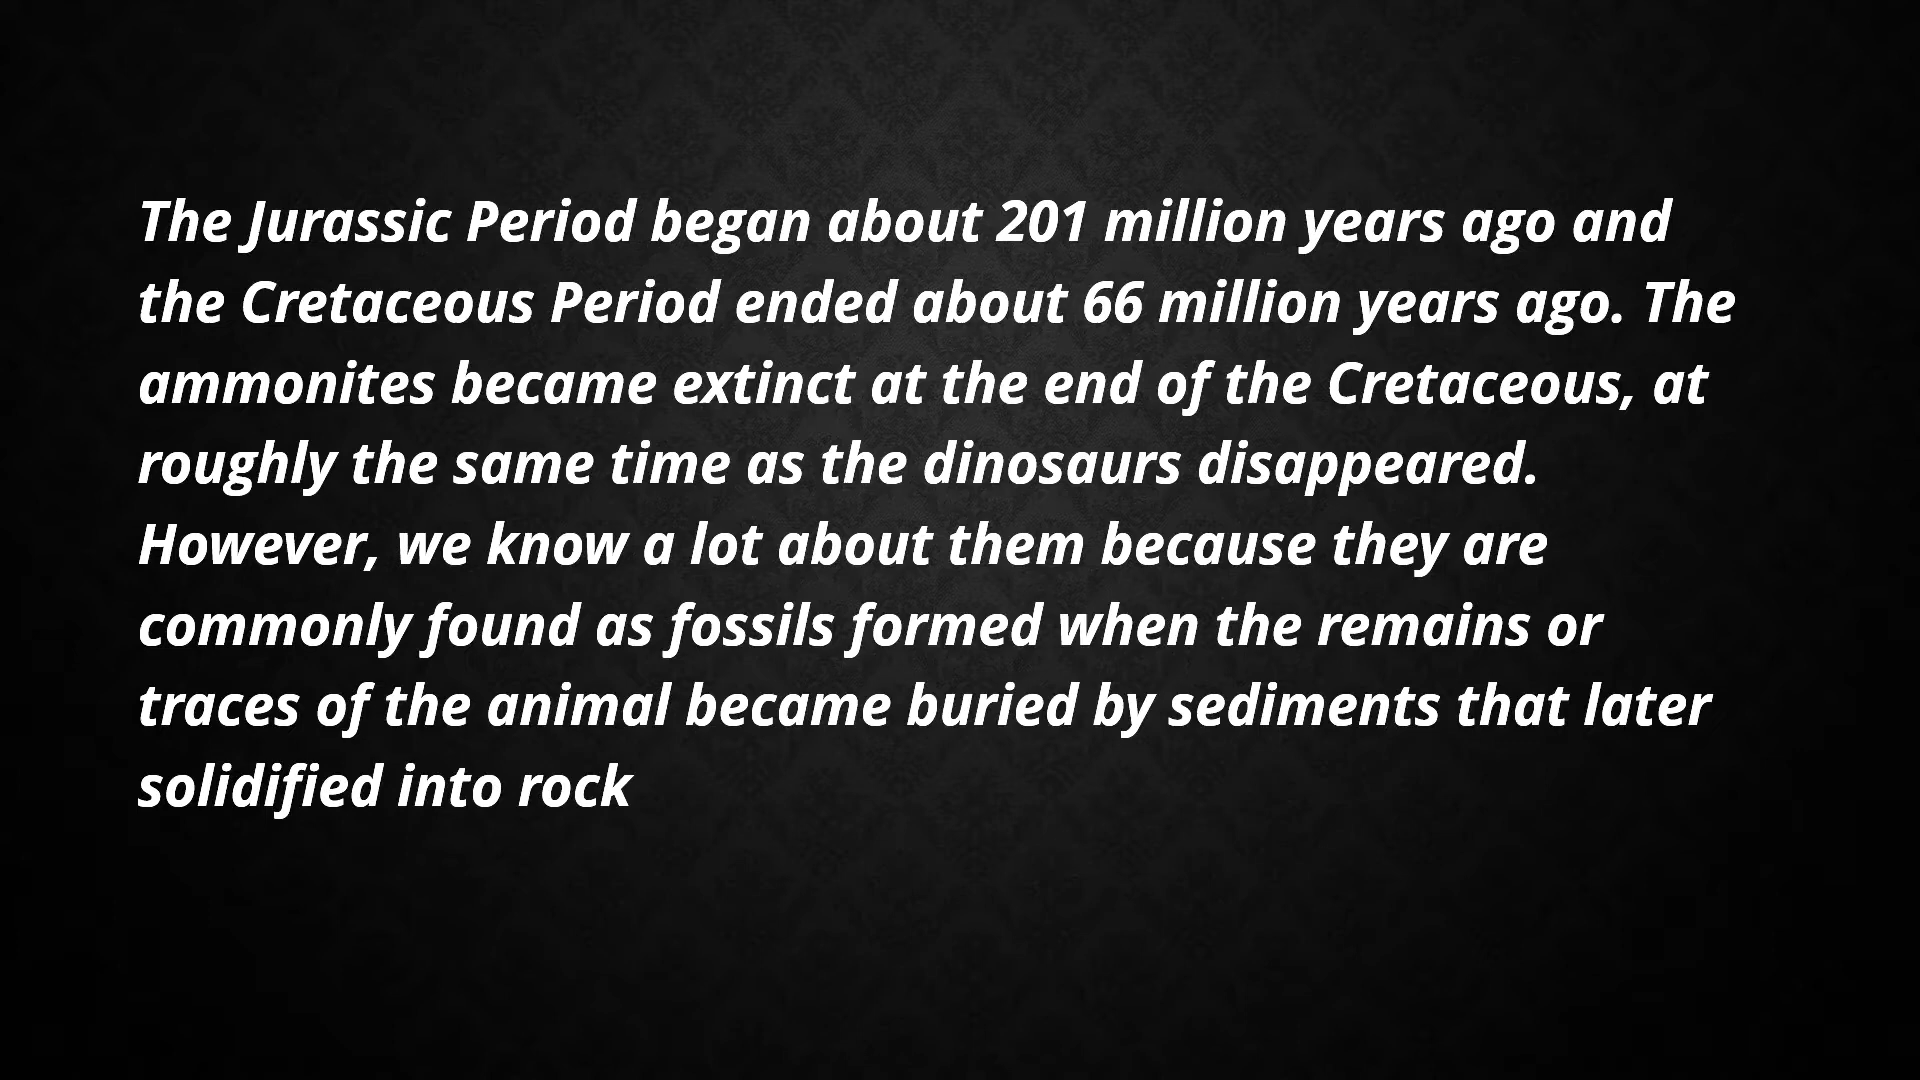 The Jurassic Period began about 201 million years ago and
the Cretaceous Period ended about 66 million years ago. The
ammonites became extinct at the end of the Cretaceous, at
roughly the same time as the dinosaurs disappeared.
However, we know a lot about them because they are
commonly found as fossils formed when the remains or
traces of the animal became buried by sediments that later
solidified into rock